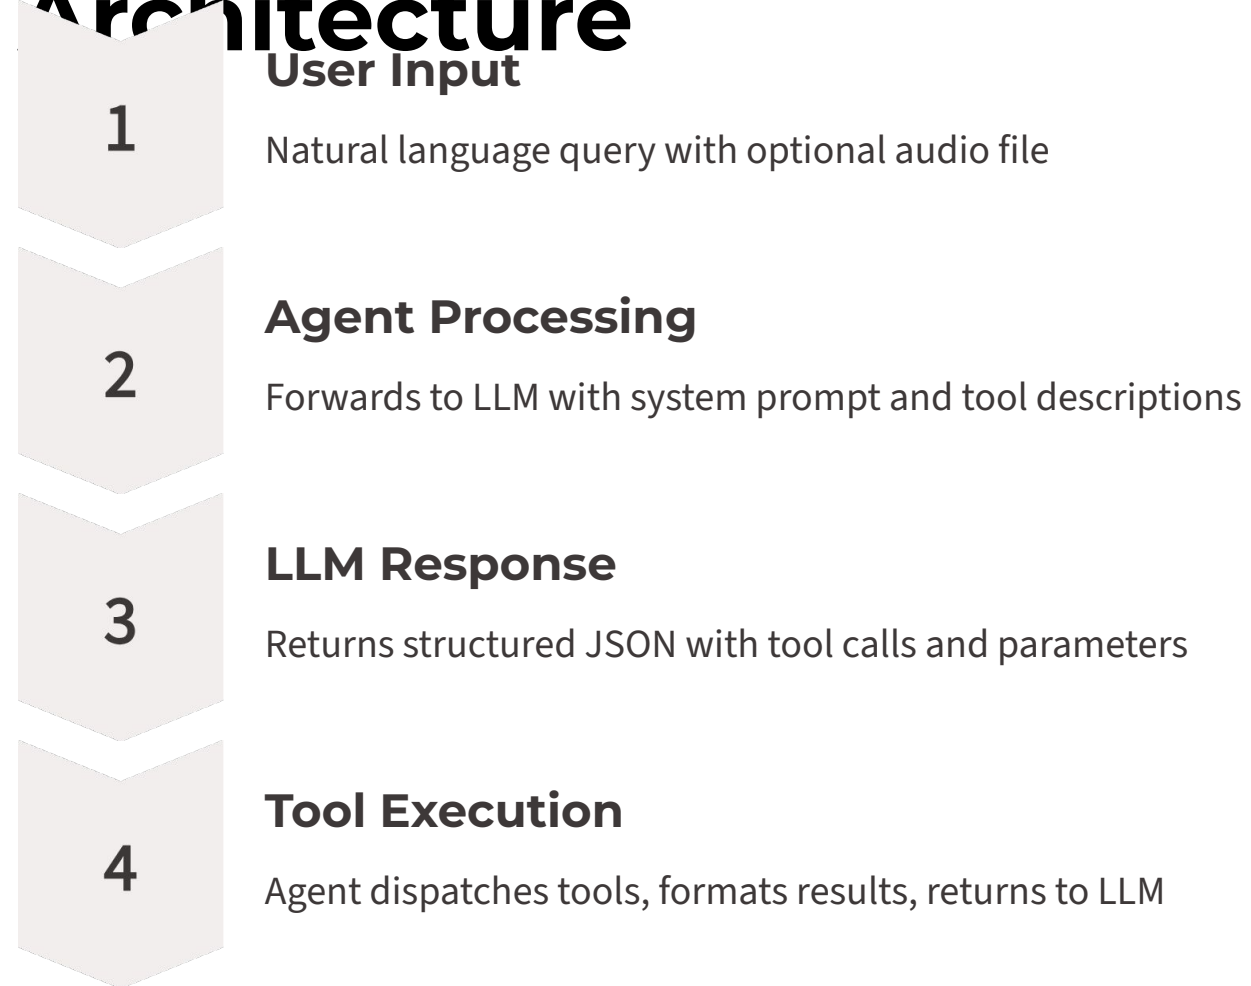 Architecture
1
User Input
Natural language query with optional audio file
2
Agent Processing
Forwards to LLM with system prompt and tool descriptions
3
LLM Response
Returns structured JSON with tool calls and parameters
4
Tool Execution
Agent dispatches tools, formats results, returns to LLM